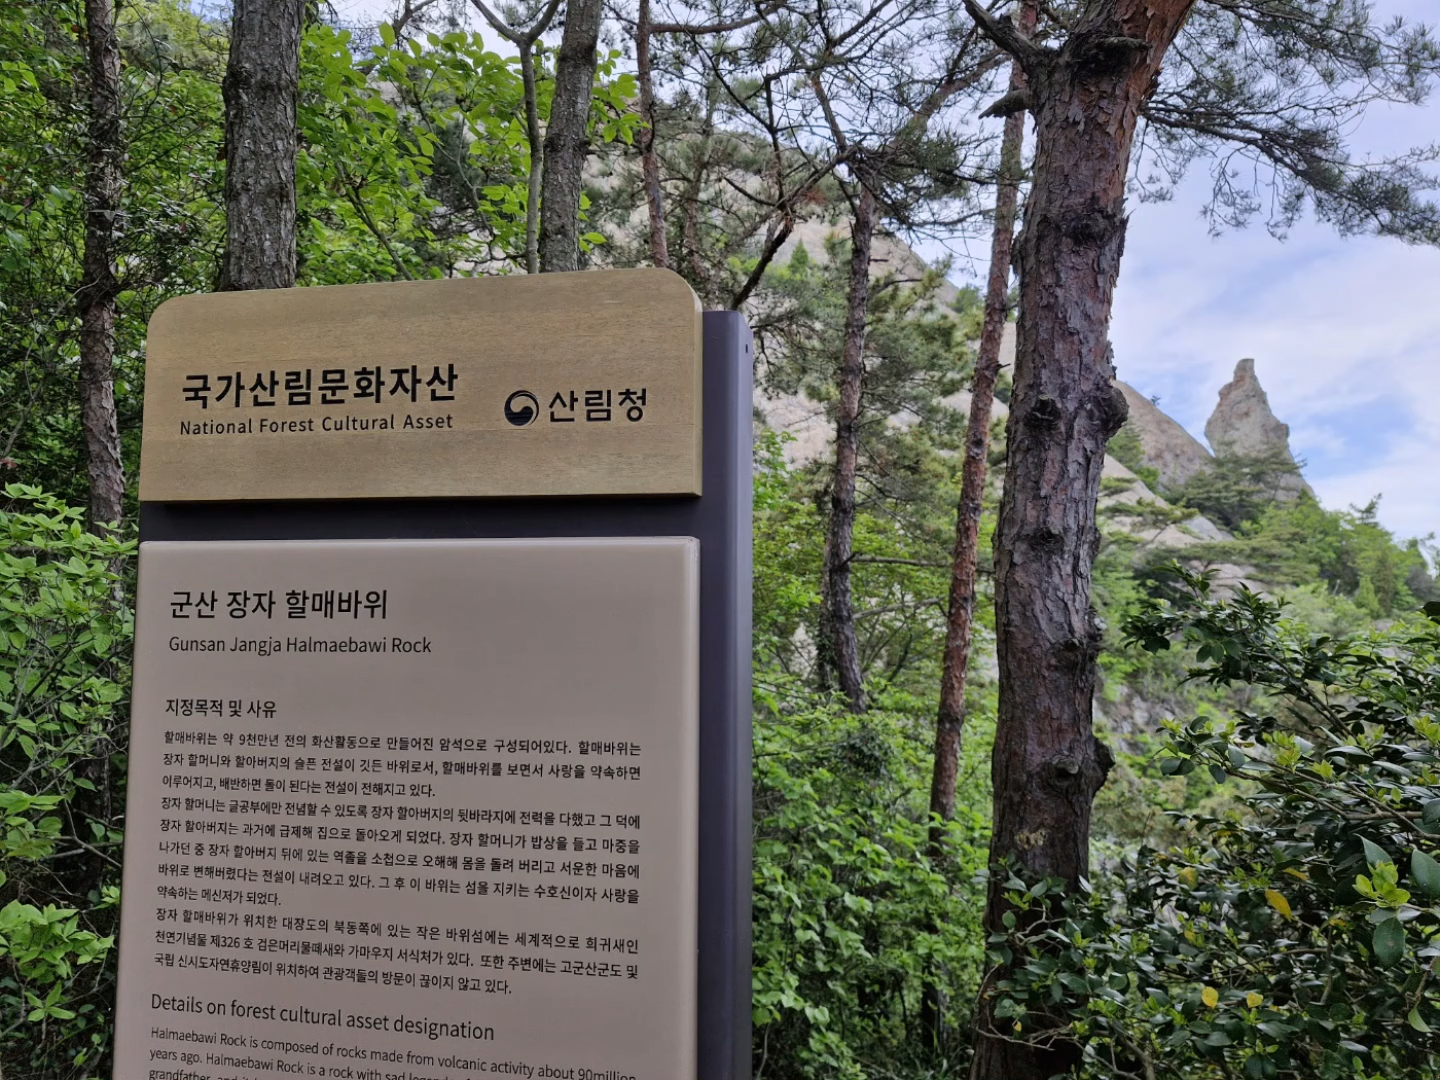 국가산림문화자산
National Forest Cultural Asset
산림청
군산 장자 할매바위
Gunsan Jangja Halmaebawi Rock
지정목적 및 사유
할매바위는 약 9천만년 전의 화산활동으로 만들어진 암석으로 구성되어있다. 할매바위는
장자 할머니와 할아버지의 슬픈 전설이 깃든 바위로서, 할매바위를 보면서 사랑을 약속하면
이루어지고, 배반하면 돌이 된다는 전설이 전해지고 있다.
장자 할머니는 글공부에만 전념할 수 있도록 장자 할아버지의 뒷바라지에 전력을 다했고 그 덕에
장자 할아버지는 과거에 급제해 집으로 돌아오게 되었다. 장자 할머니가 밥상을 들고 마중을
나가던 중 장자 할아버지 뒤에 있는 역졸을 소첩으로 오해해 몸을 돌려 버리고 서운한 마음에
바위로 변해버렸다는 전설이 내려오고 있다. 그 후 이 바위는 섬을 지키는 수호신이자 사랑을
약속하는 메신져가 되었다.
장자 할매바위가 위치한 대장도의 북동쪽에 있는 작은 바위섬에는 세계적으로 희귀새인
천연기념물 제326 호 검은머리물떼새와 가마우지 서식처가 있다. 또한 주변에는 고군산군도 및
국립 신시도자연휴양림이 위치하여 관광객들의 방문이 끊이지 않고 있다.
Details on forest cultural asset designation
Halmaebawi Rock is composed of rocks made from volcanic activity about 90million
years ago. Halmaebawi Rock is a rock with sad
grandfather, and